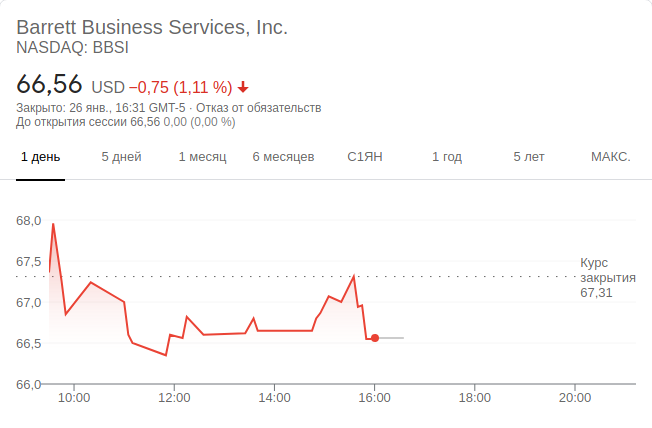 Barrett Business Services, Inc.
NASDAQ: BBSI
66,56 USD −0,75 (1,11 %)
Закрыто: 26 янв., 16:31 GMT-5 · Отказ от обязательств
До открытия сессии 66,56 0,00 (0,00 %)
1 день 5 дней 1 месяц 6 месяцев С1ЯН 1 год 5 лет МАКС.
68,0
67,5
67,0
66,5
66,0
Курс
закрытия
67,31
10:00 12:00 14:00 16:00 18:00 20:00